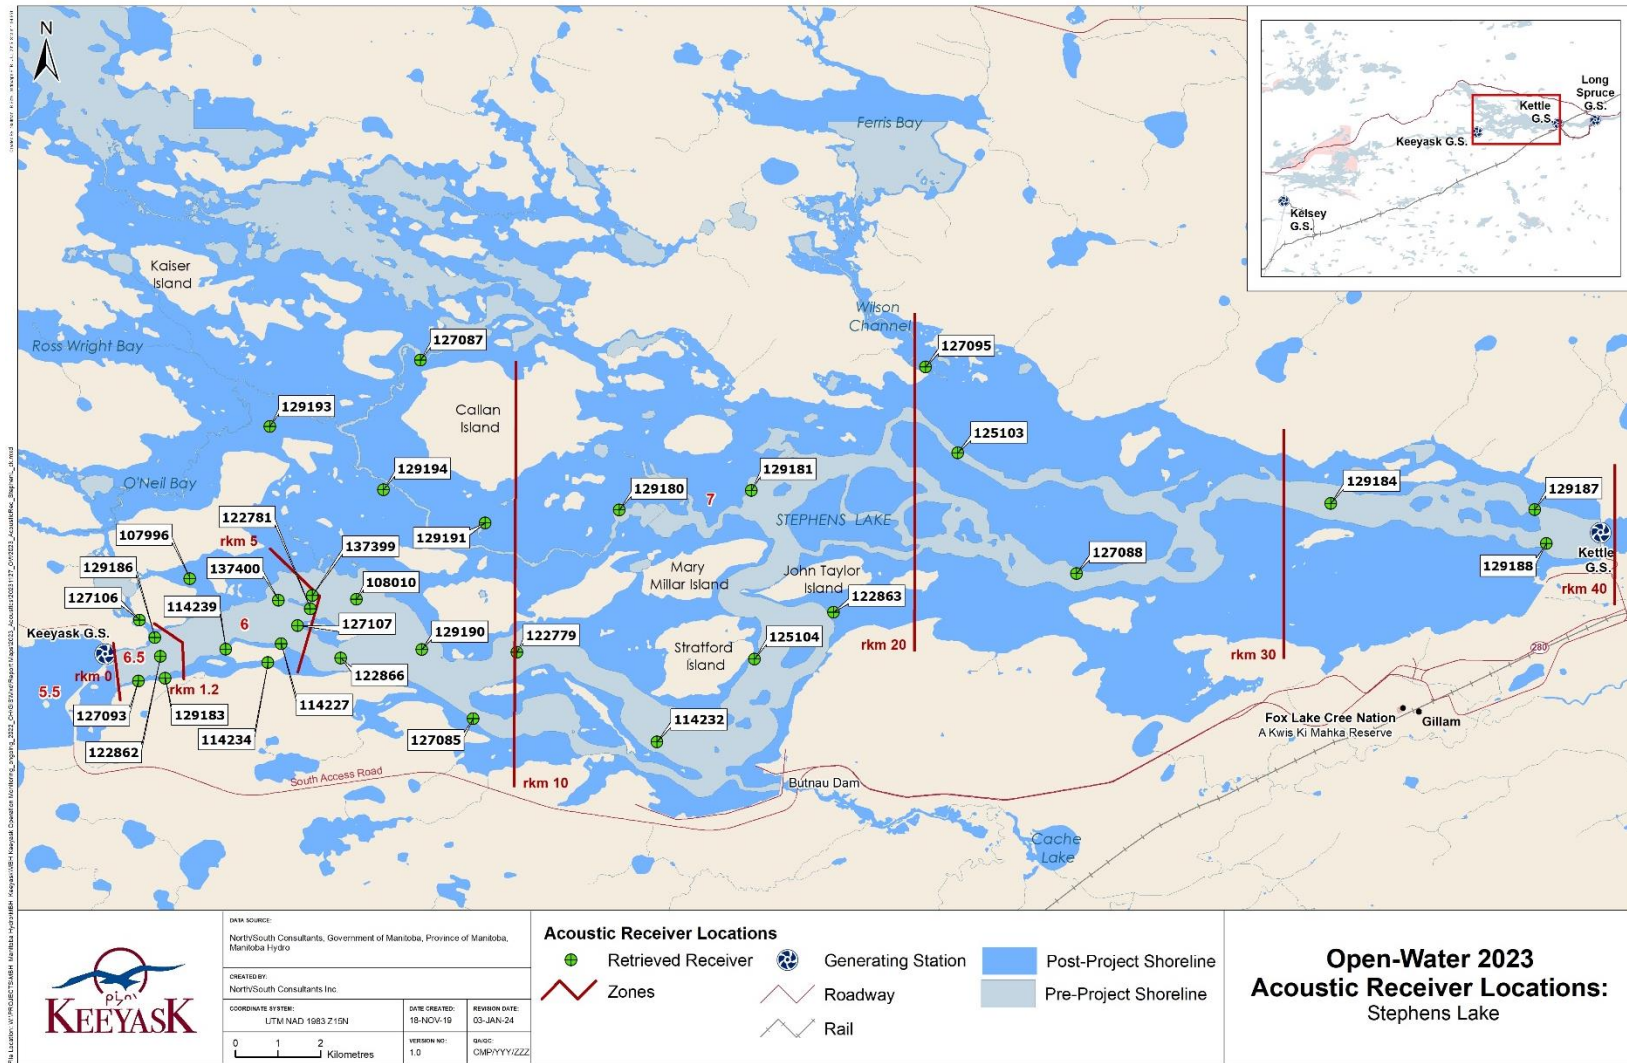 N
Ferris Bay
Long
Spruce
G.S.
Kettle
G.S.
Keeyask G.S.
Kelsey
G.S.
Kaiser
Island
Ross Wright Bay
Wilson
Channel
127087
127095
129193
Callan
Island
125103
129194
129181
O'Neil Bay
129180
7
129184
129187
122781
STEPHENS LAKE
rkm 5
129191
107996
137399
Kettle
G.S.
129186
137400
108010
Mary
Millar Island
John Taylor
Island
127088
129188
127106
114239
rkm 40
122863
6
127107
Keeyask G.S.
129190
122779
125104
rkm 20
280
6.5
Stratford
Island
rkm 30
rkm 0
5.5
rkm 1.2
122866
127093
129183
114227
Fox Lake Cree Nation
A Kwis Ki Mahka Reserve
Gillam
122862
114234
127085
114232
South Access Road
rkm 10
Butnau Dam
Cache
Lake
KEEYASK
DATA SOURCE:
North/South Consultants, Government of Manitoba, Province of Manitoba,
Manitoba Hydro
CREATED BY:
North/South Consultants Inc.
COORDINATE SYSTEM:
UTM NAD 1983 Z15N
DATE CREATED:
18-NOV-19
REVISION DATE:
03-JAN-24
0 1 2
Kilometres
VERSION NO:
1.0
QA/QC:
CMP/YYY/ZZZ
Acoustic Receiver Locations
Retrieved Receiver
Zones
Generating Station
Roadway
Rail
Post-Project Shoreline
Pre-Project Shoreline
Open-Water 2023
Acoustic Receiver Locations:
Stephens Lake